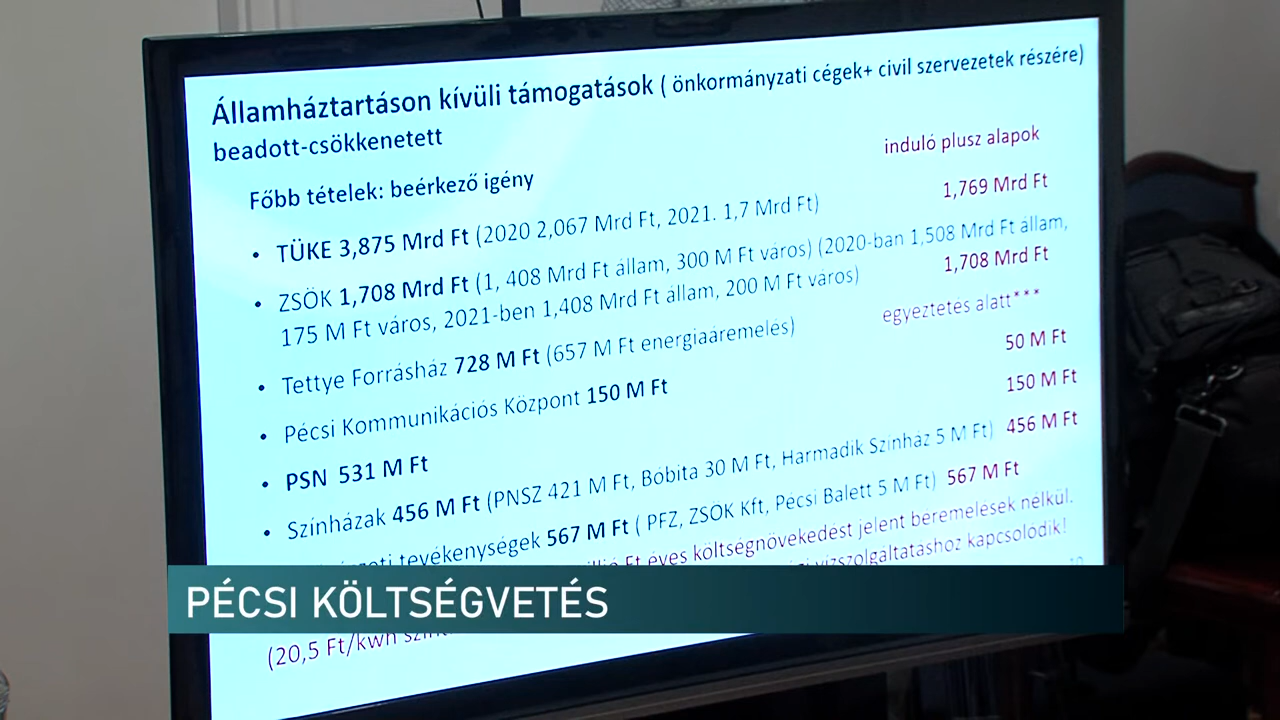 Államháztartáson kívüli támogatások ( önkormányzati cégek+ civil szervezetek részére)
beadott-csökkenetett
induló plusz alapok
Főbb tételek: beérkező igény
• TÜKE 3,875 Mrd Ft (2020 2,067 Mrd Ft, 2021. 1,7 Mrd Ft) 1,769 Mrd Ft
• ZSÖK 1,708 Mrd Ft (1, 408 Mrd Ft állam, 300 M Ft város) (2020-ban 1,508 Mrd Ft állam,
175 M Ft város, 2021-ben 1,408 Mrd Ft állam, 200 M Ft város) 1,708 Mrd Ft
• Tettye Forrásház 728 M Ft (657 M Ft energiaáremelés) egyeztetés alatt***
• Pécsi Kommunikációs Központ 150 M Ft 50 M Ft
• PSN 531 M Ft 150 M Ft
• Színházak 456 M Ft (PNSZ 421 M Ft, Bóbita 30 M Ft, Harmadik Színház 5 M Ft) 456 M Ft
tevékenységek 567 M Ft ( PFZ, ZSÖK Kft, Pécsi Balett 5 M Ft) 567 M Ft
Ft éves költségnövekedést jelent béremelések nélkül.
vízszolgáltatáshoz kapcsolódik!
PÉCSI KÖLTSÉGVETÉS
(20,5 Ft/kwh